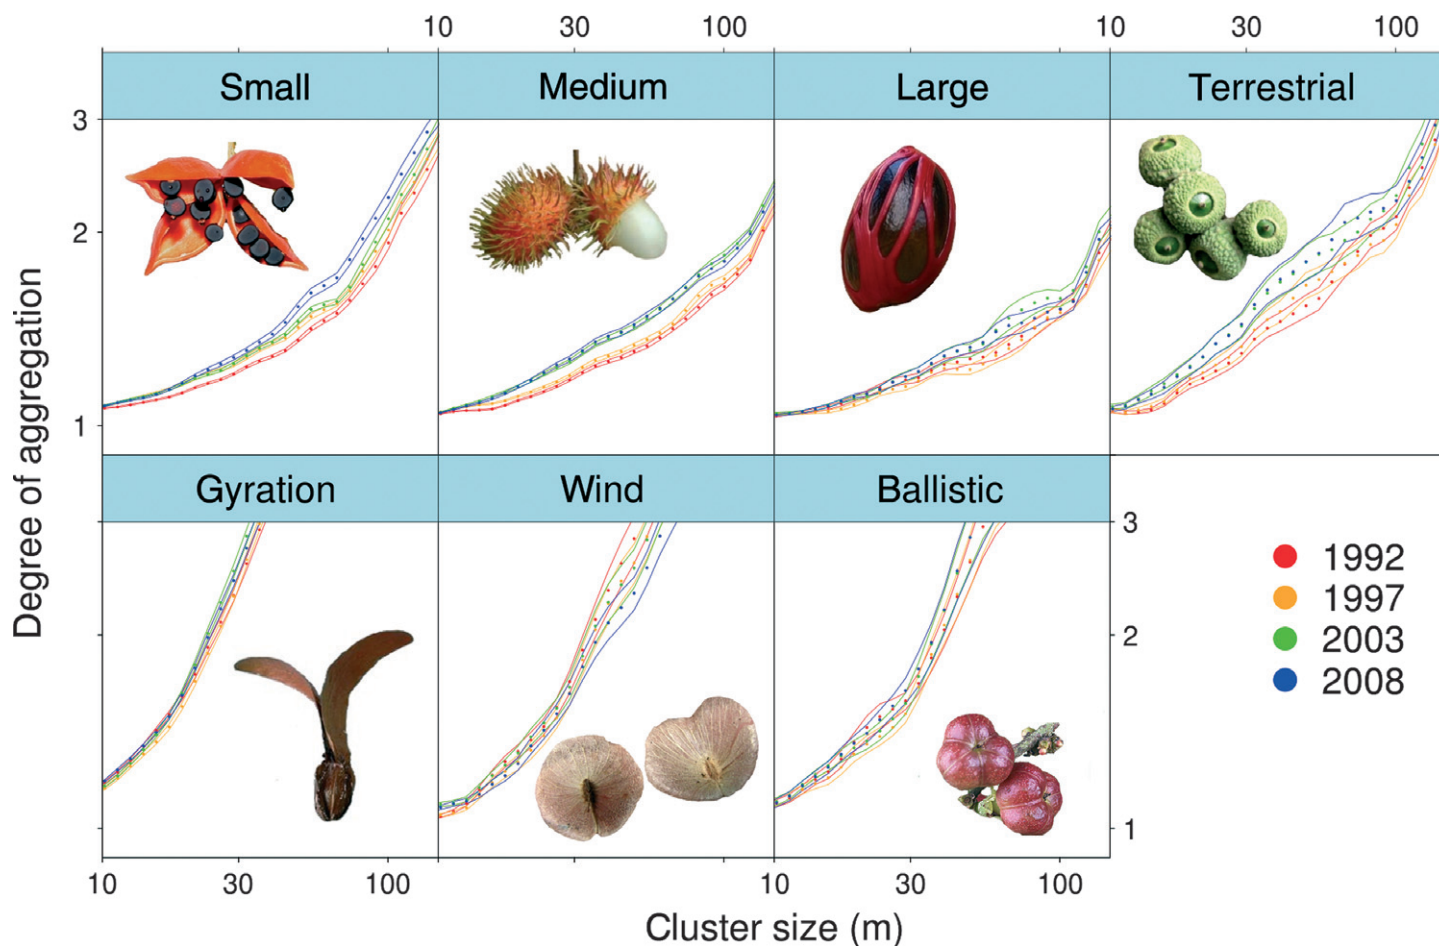 10 30 100 10 30 100
Small Medium Large Terrestrial
3
2
1
Degree of aggregation
Gyration Wind Ballistic
3
2
1
1992
1997
2003
2008
10 30 100 10 30 100
Cluster size (m)